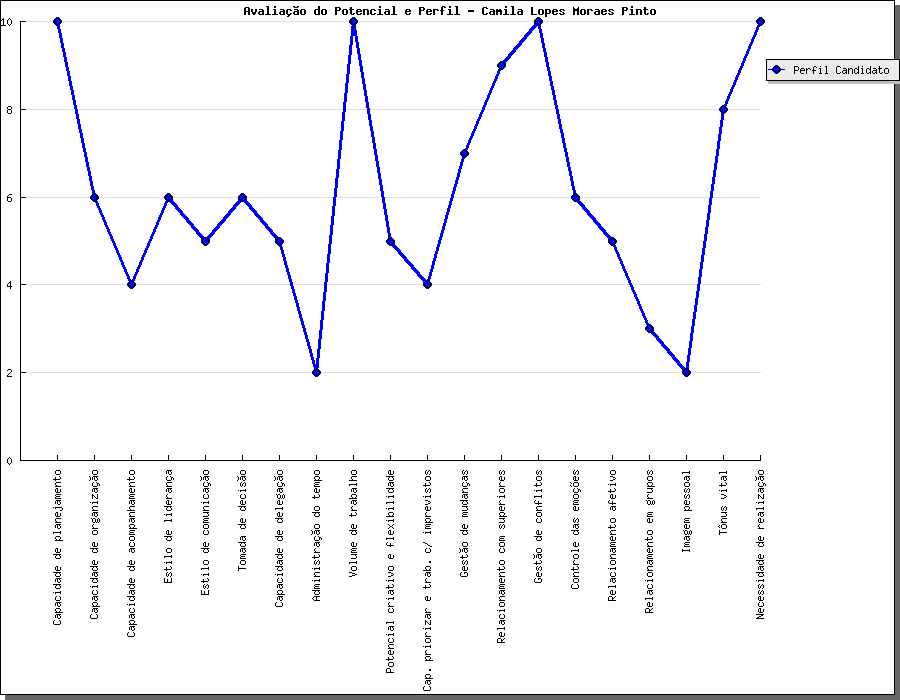 Avaliação do Potencial e Perfil - Camila Lopes Moraes Pinto
10
8
6
4
2
0
Perfil Candidato
Capacidade de planejamento
Capacidade de organização
Capacidade de acompanhamento
Estilo de liderança
Estilo de comunicação
Tomada de decisão
Capacidade de delegação
Administração do tempo
Volume de trabalho
Potencial criativo e flexibilidade
Cap. priorizar e trab. c/ imprevistos
Gestão de mudanças
Relacionamento com superiores
Gestão de conflitos
Controle das emoções
Relacionamento afetivo
Relacionamento em grupos
Imagem pessoal
Tônus vital
Necessidade de realização